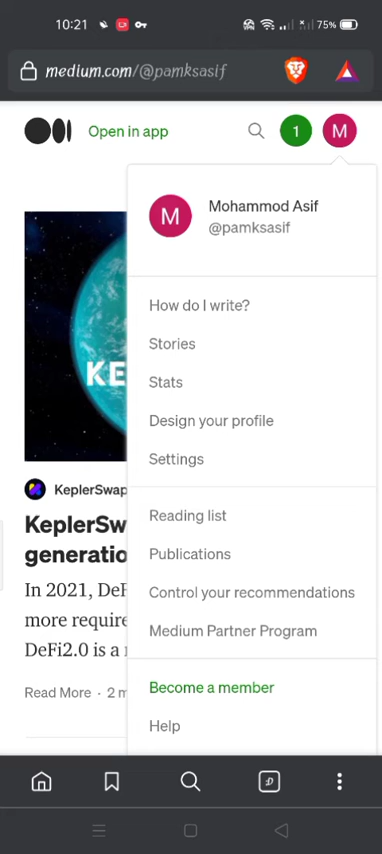 10:21
75%
medium.com/@pamksasif
Open in app
1
M
M
Mohammod Asif
@pamksasif
How do I write?
Stories
Stats
Design your profile
Settings
Reading list
Publications
Control your recommendations
Medium Partner Program
Become a member
Help
KE
KeplerSwap
KeplerSw
generatio
In 2021, DeF
more require
DeFi2.0 is a
Read More · 2 m